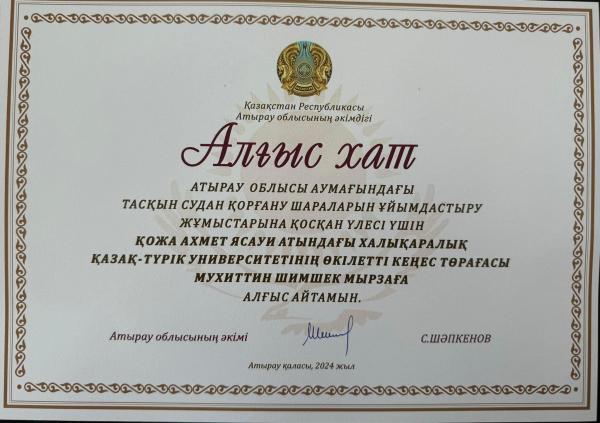 Қазақстан Республикасы
Атырау облысының әкімдігі
Алғыс хат
АТЫРАУ ОБЛЫСЫ АУМАҒЫНДАҒЫ
ТАСҚЫН СУДАН ҚОРҒАНУ ШАРАЛАРЫН ҰЙЫМДАСТЫРУ
ЖҰМЫСТАРЫНА ҚОСҚАН ҮЛЕСІ ҮШІН
ҚОЖА АХМЕТ ЯСАУИ АТЫНДАҒЫ ХАЛЫҚАРАЛЫҚ
ҚАЗАҚ-ТҮРІК УНИВЕРСИТЕТІНІҢ ӨКІЛЕТТІ КЕҢЕС ТӨРАҒАСЫ
МУХИТТИН ШИМШЕК МЫРЗАҒА
АЛҒЫС АЙТАМЫН.
Атырау облысының әкімі С.ШӘПКЕНОВ
Атырау қаласы, 2024 жыл